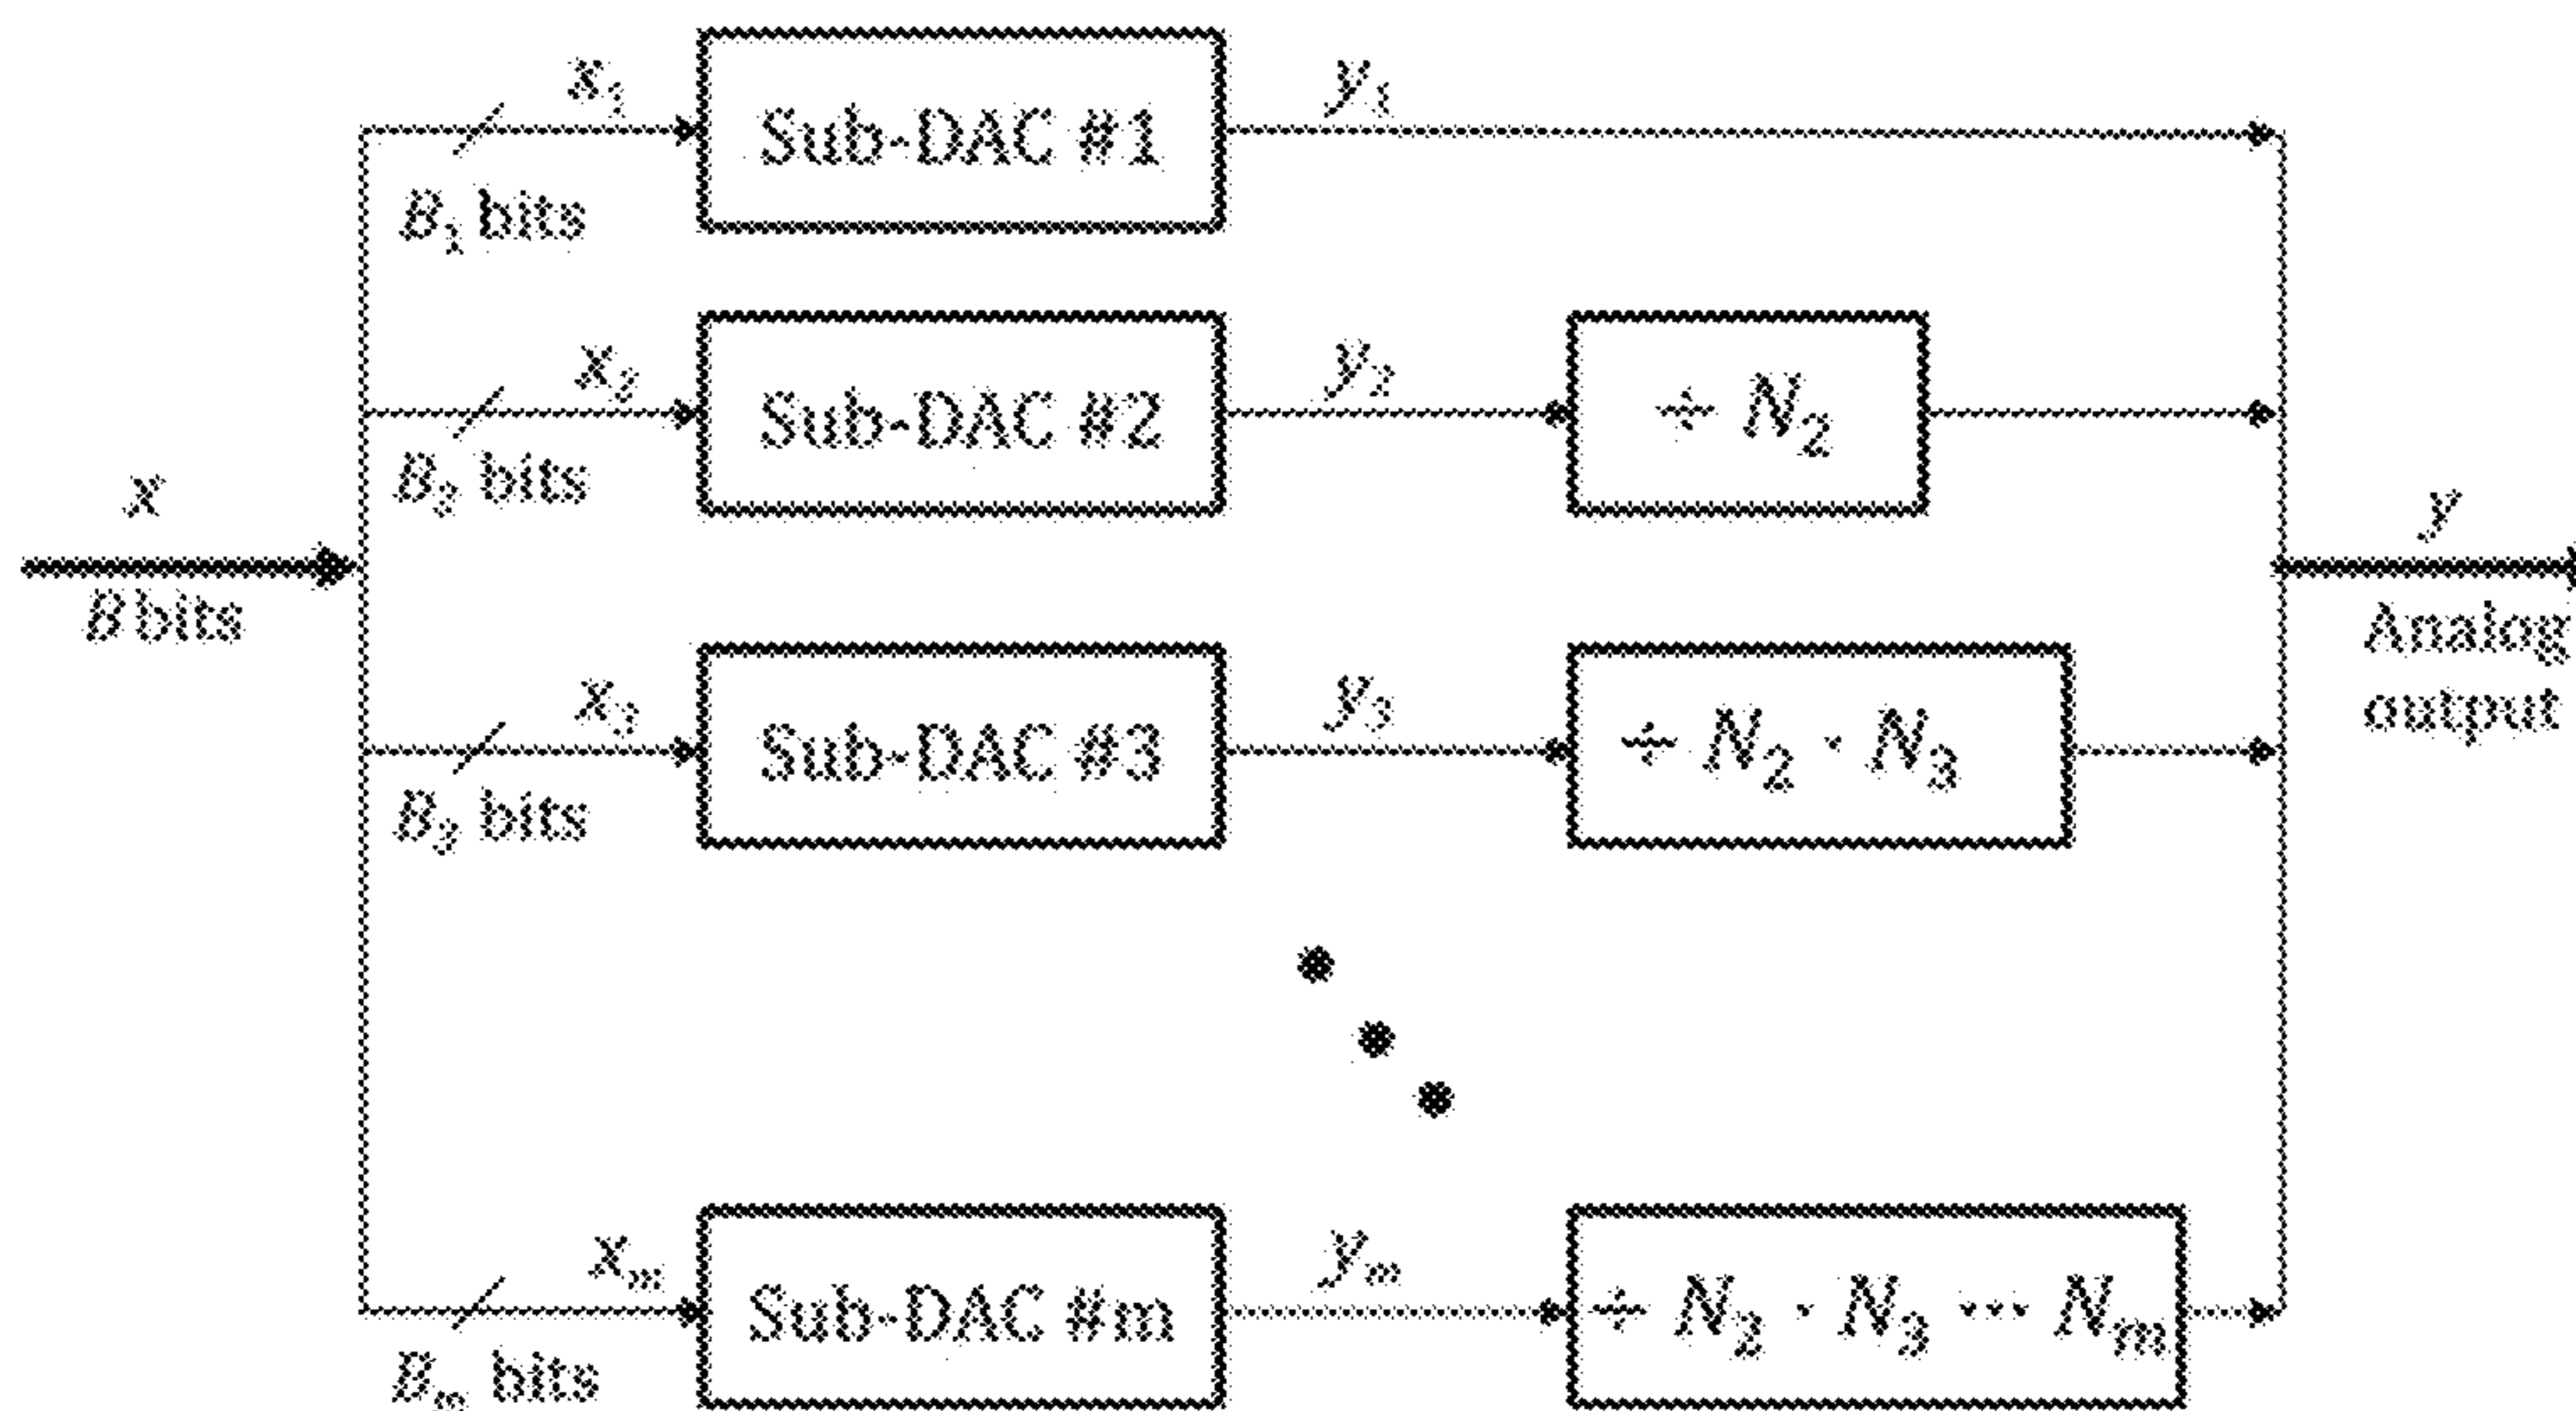 x₁
Sub-DAC #1
y₁
B₁ bits
x₂
Sub-DAC #2
y₂
÷ N₂
B₂ bits
x
B bits
y
Analog
output
x₃
Sub-DAC #3
y₃
÷ N₂ · N₃
B₃ bits
xₘ
Sub-DAC #m
yₘ
÷ N₂ · N₃ ··· Nₘ
Bₘ bits